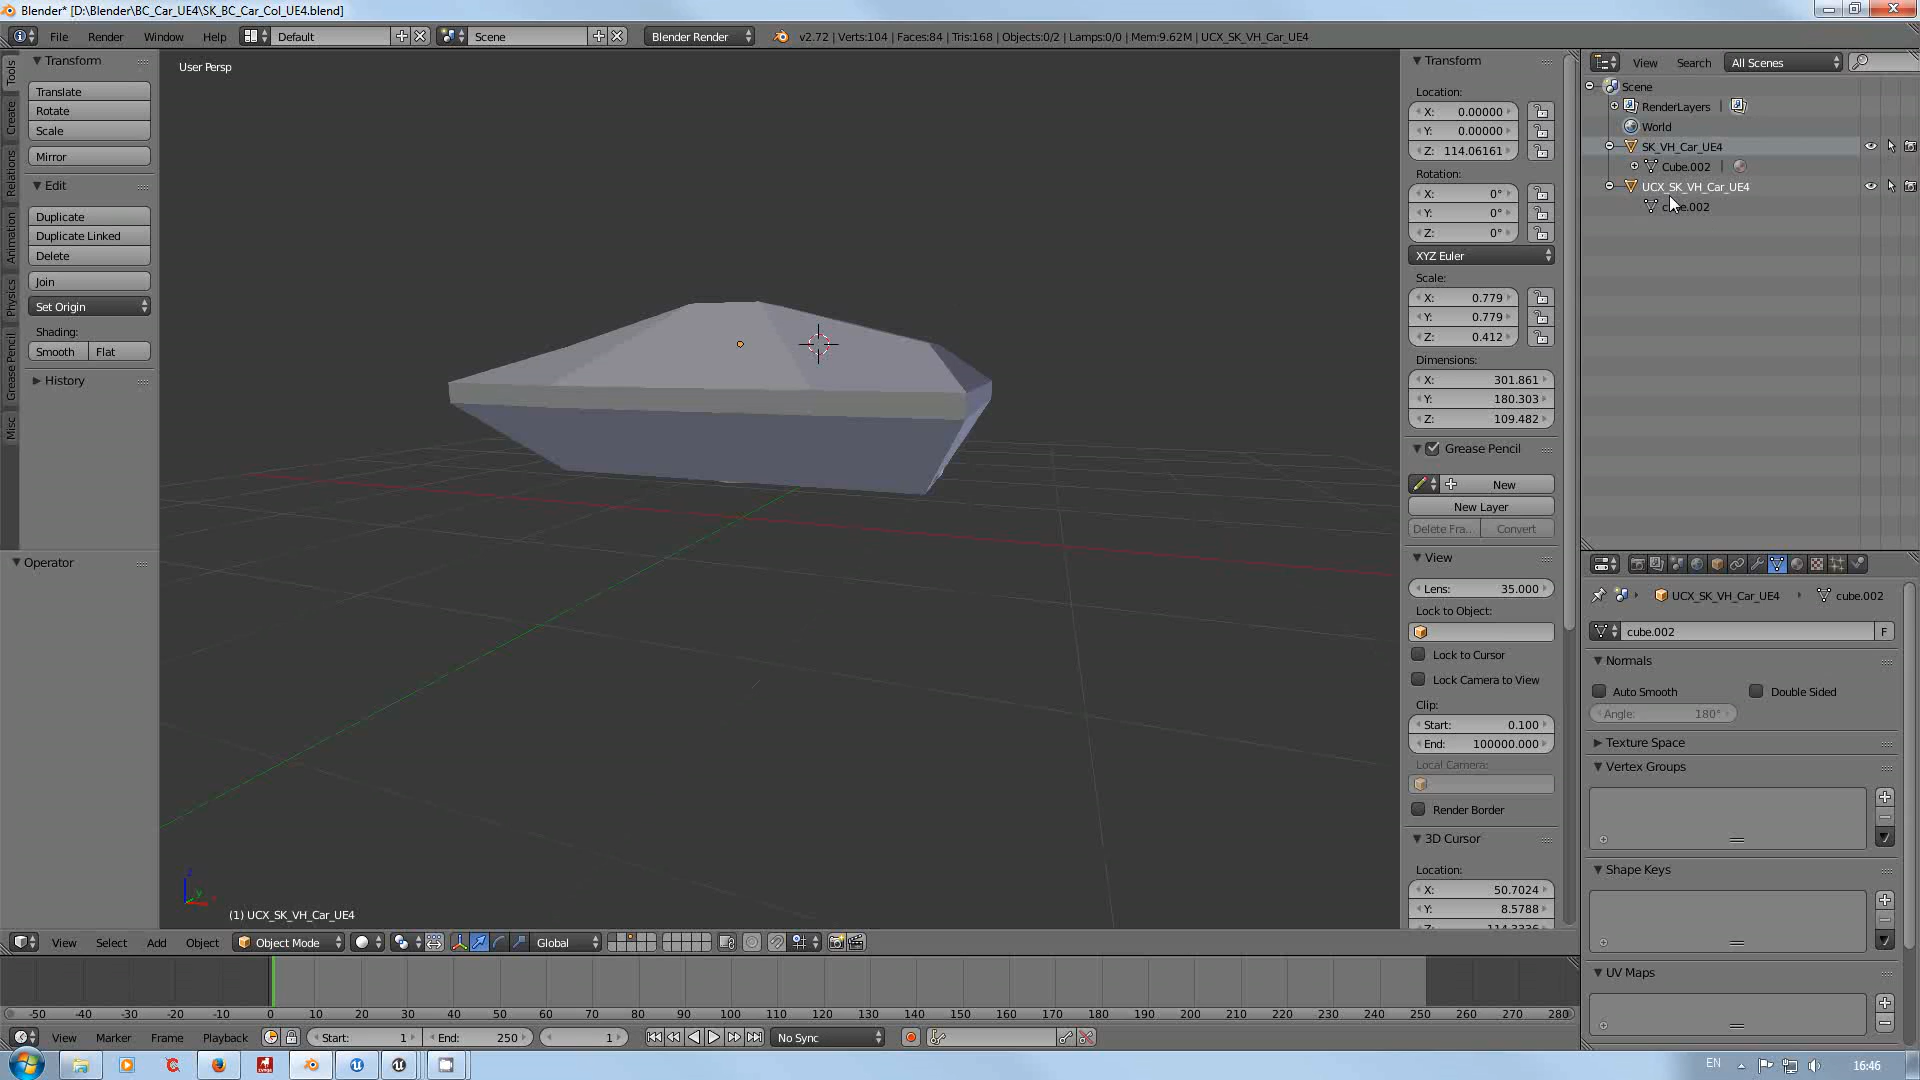 Blender* [D:\Blender\BC_Car_UE4\SK_BC_Car_Col_UE4.blend]
File Render Window Help Default Scene Blender Render v2.72 | Verts:104 | Faces:84 | Tris:168 | Objects:0/2 | Lamps:0/0 | Mem:9.62M | UCX_SK_VH_Car_UE4
Tools
Create
Relations
Animation
Physics
Grease Pencil
Misc
Transform
Translate
Rotate
Scale
Mirror
Edit
Duplicate
Duplicate Linked
Delete
Join
Set Origin
Shading:
Smooth Flat
History
Operator
User Persp
(1) UCX_SK_VH_Car_UE4
Transform
Location:
X: 0.00000
Y: 0.00000
Z: 114.06161
Rotation:
X: 0°
Y: 0°
Z: 0°
XYZ Euler
Scale:
X: 0.779
Y: 0.779
Z: 0.412
Dimensions:
X: 301.861
Y: 180.303
Z: 109.482
Grease Pencil
New
New Layer
Delete Fra.. Convert
View
Lens: 35.000
Lock to Object:
Lock to Cursor
Lock Camera to View
Clip:
Start: 0.100
End: 100000.000
Local Camera:
Render Border
3D Cursor
Location:
X: 50.7024
Y: 8.5788
View Search All Scenes
Scene
RenderLayers
World
SK_VH_Car_UE4
Cube.002
UCX_SK_VH_Car_UE4
UCX_SK_VH_Car_UE4 cube.002
cube.002 F
Normals
Auto Smooth Double Sided
Angle: 180°
Texture Space
Vertex Groups
Shape Keys
UV Maps
View Select Add Object Object Mode Global
-50 -40 -30 -20 -10 0 10 20 30 40 50 60 70 80 90 100 110 120 130 140 150 160 170 180 190 200 210 220 230 240 250 260 270 280
View Marker Frame Playback Start: 1 End: 250 1 No Sync
EN 16:46